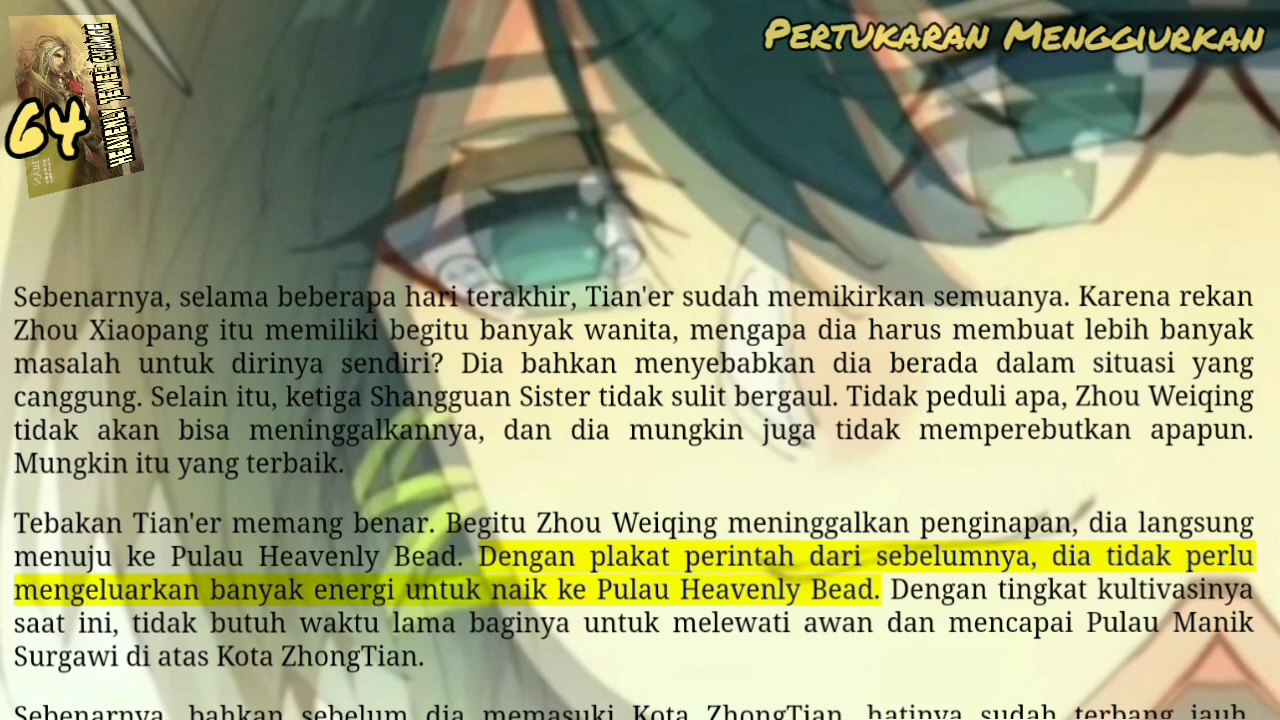 Pertukaran Menggiurkan
HEAVENLY JEWEL CHANGE
64
Sebenarnya, selama beberapa hari terakhir, Tian'er sudah memikirkan semuanya. Karena rekan
Zhou Xiaopang itu memiliki begitu banyak wanita, mengapa dia harus membuat lebih banyak
masalah untuk dirinya sendiri? Dia bahkan menyebabkan dia berada dalam situasi yang
canggung. Selain itu, ketiga Shangguan Sister tidak sulit bergaul. Tidak peduli apa, Zhou Weiqing
tidak akan bisa meninggalkannya, dan dia mungkin juga tidak memperebutkan apapun.
Mungkin itu yang terbaik.
Tebakan Tian'er memang benar. Begitu Zhou Weiqing meninggalkan penginapan, dia langsung
menuju ke Pulau Heavenly Bead. Dengan plakat perintah dari sebelumnya, dia tidak perlu
mengeluarkan banyak energi untuk naik ke Pulau Heavenly Bead. Dengan tingkat kultivasinya
saat ini, tidak butuh waktu lama baginya untuk melewati awan dan mencapai Pulau Manik
Surgawi di atas Kota ZhongTian.
Sebenarnya, bahkan sebelum dia memasuki Kota ZhongTian, hatinya sudah terbang jauh.